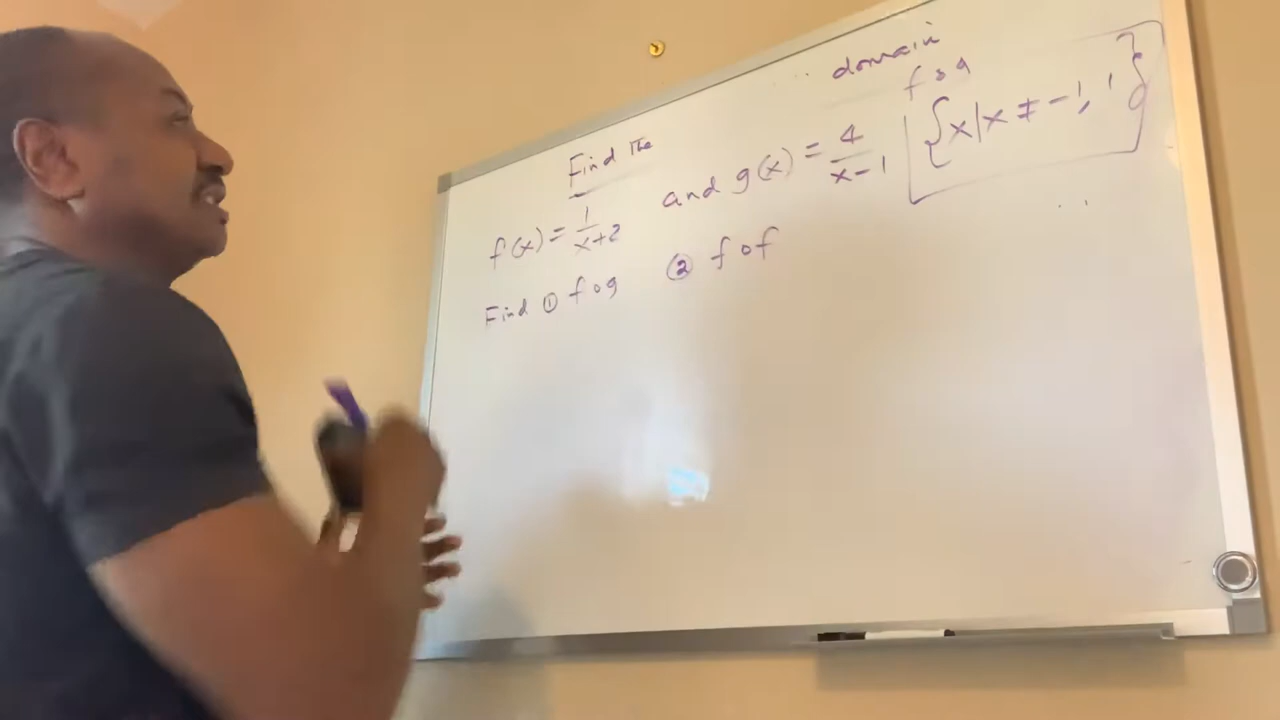 domain
f o g
Find the
f(x) = 1/(x+2) and g(x) = 4/(x-1) {x|x ≠ -1, 1}
Find ① f o g ② f o f